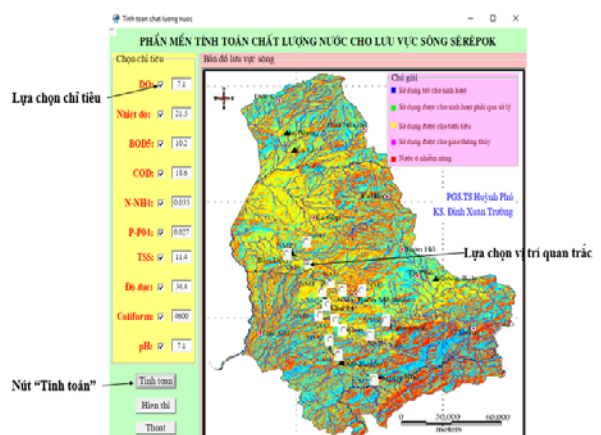 Tinh toan chat luong nuoc
PHẦN MỀN TÍNH TOÁN CHẤT LƯỢNG NƯỚC CHO LƯU VỰC SÔNG SÊRÊPOK
Chọn chỉ tiêu
Bản đồ lưu vực sông
Lựa chọn chỉ tiêu
DO: 7.1
Nhiệt độ: 21.3
BOD5: 10.2
COD: 18.6
N-NH4: 0.035
P-PO4: 0.027
TSS: 11.4
Độ đục: 34.4
Coliform: 4600
pH: 7.1
Chú giải
Sử dụng tốt cho sinh hoạt
Sử dụng được cho sinh hoạt phải qua sử lý
Sử dụng được cho tưới tiêu
Sử dụng được cho giao thông thủy
Nước ô nhiễm nặng
PGS.TS Huỳnh Phú
KS. Đinh Xuân Trường
Lựa chọn vị trí quan trắc
Nút “Tính toán”
Tinh toan
Hien thi
Thoat
0 30,000 60,000
meters